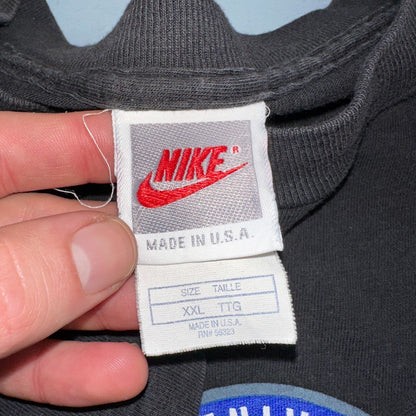 NIKE®
MADE IN U.S.A.
SIZE TAILLE
XXL TTG
MADE IN U.S.A.
RN# 56323